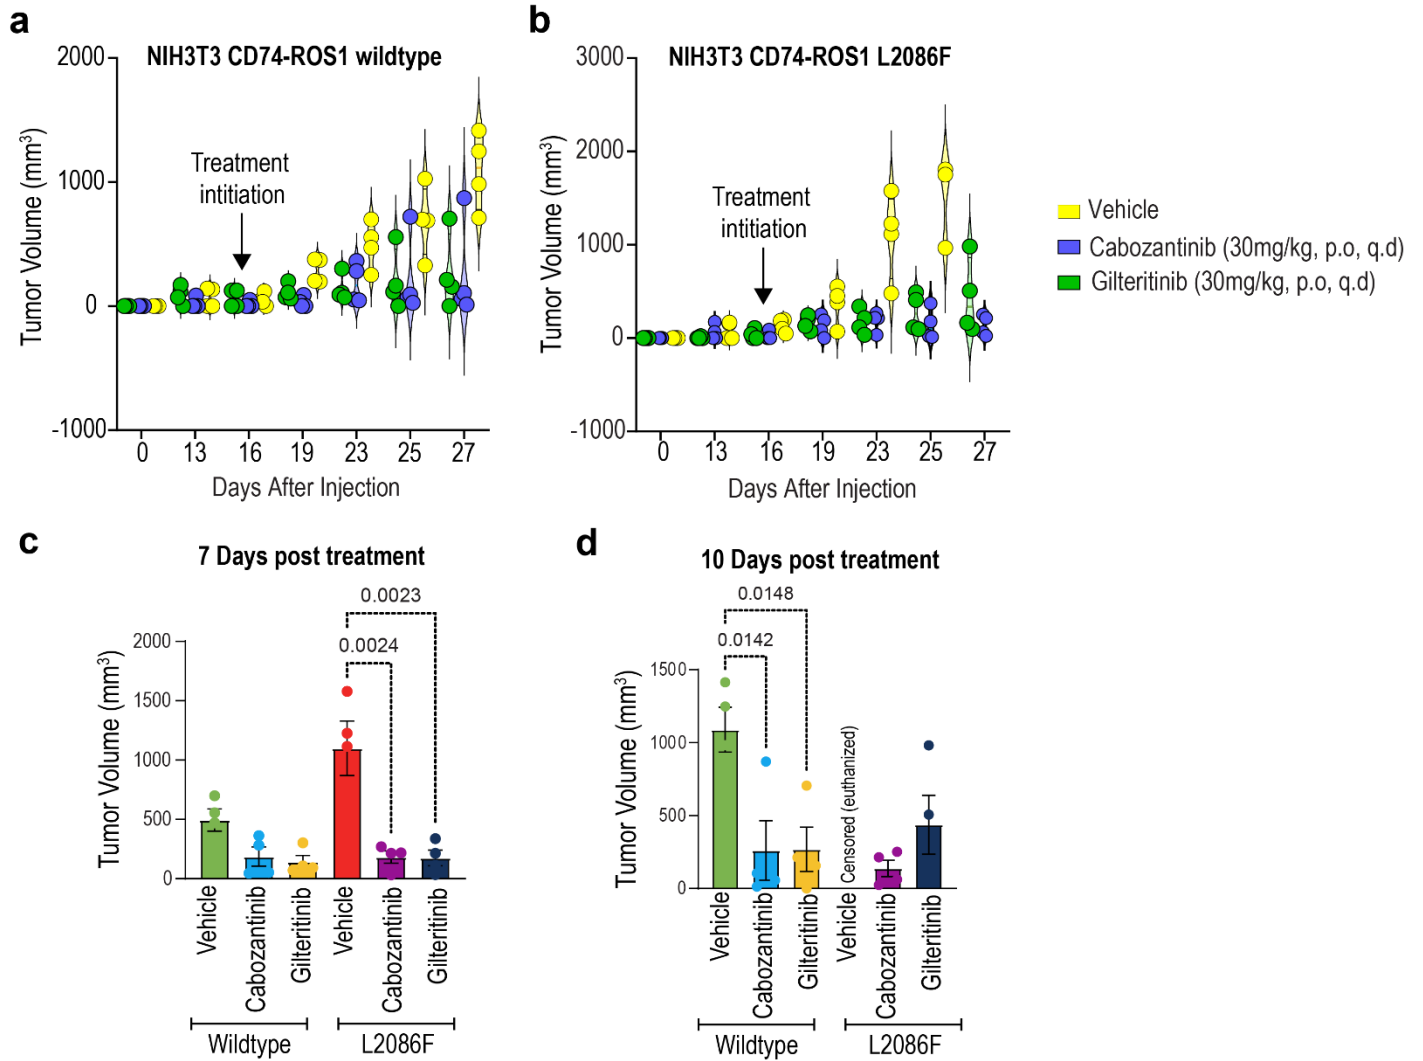 a
NIH3T3 CD74-ROS1 wildtype
Tumor Volume (mm³)
2000
1000
0
-1000
Treatment
intitiation
0 13 16 19 23 25 27
Days After Injection
b
NIH3T3 CD74-ROS1 L2086F
Tumor Volume (mm³)
3000
2000
1000
0
-1000
Treatment
intitiation
0 13 16 19 23 25 27
Days After Injection
Vehicle
Cabozantinib (30mg/kg, p.o, q.d)
Gilteritinib (30mg/kg, p.o, q.d)
c
7 Days post treatment
0.0023
0.0024
Tumor Volume (mm³)
2000
1500
1000
500
0
Vehicle
Cabozantinib
Gilteritinib
Vehicle
Cabozantinib
Gilteritinib
Wildtype
L2086F
d
10 Days post treatment
0.0148
0.0142
Tumor Volume (mm³)
1500
1000
500
0
Censored (euthanized)
Vehicle
Cabozantinib
Gilteritinib
Vehicle
Cabozantinib
Gilteritinib
Wildtype
L2086F